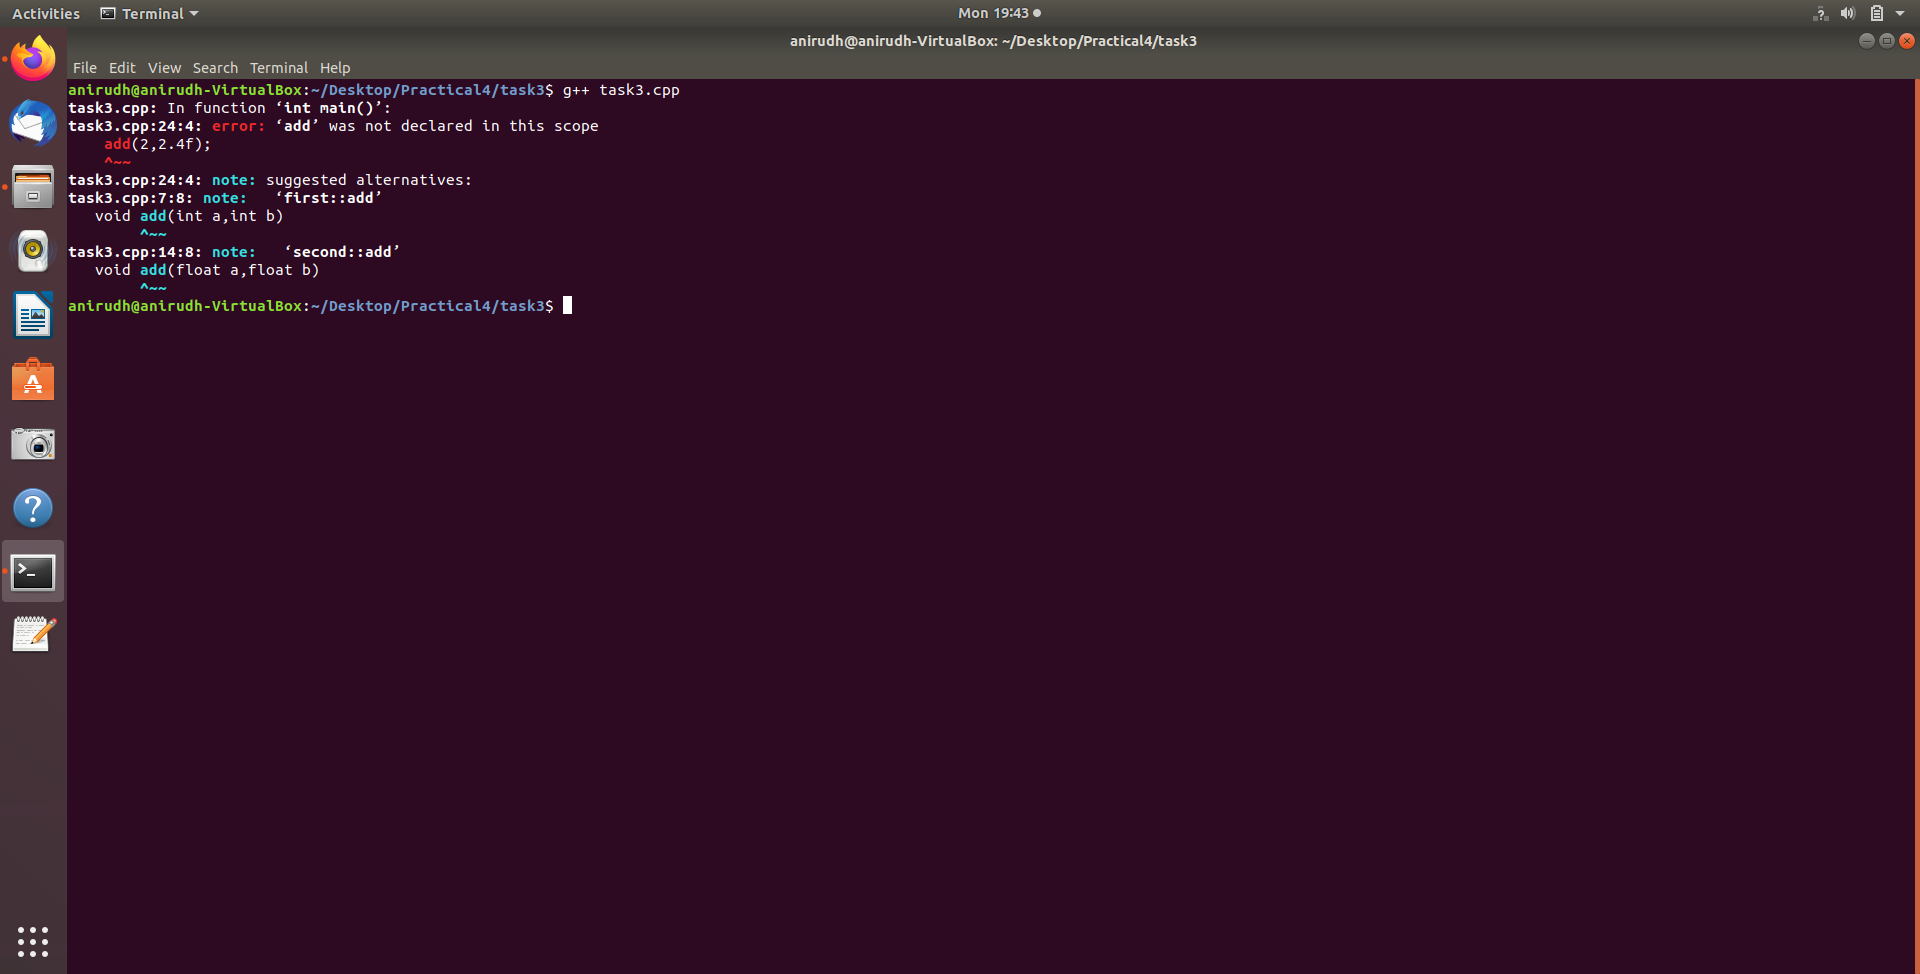 Activities Terminal Mon 19:43
anirudh@anirudh-VirtualBox: ~/Desktop/Practical4/task3
File Edit View Search Terminal Help
anirudh@anirudh-VirtualBox:~/Desktop/Practical4/task3$ g++ task3.cpp
task3.cpp: In function ‘int main()’:
task3.cpp:24:4: error: ‘add’ was not declared in this scope
    add(2,2.4f);
    ^~~
task3.cpp:24:4: note: suggested alternatives:
task3.cpp:7:8: note:   ‘first::add’
   void add(int a,int b)
        ^~~
task3.cpp:14:8: note:   ‘second::add’
   void add(float a,float b)
        ^~~
anirudh@anirudh-VirtualBox:~/Desktop/Practical4/task3$